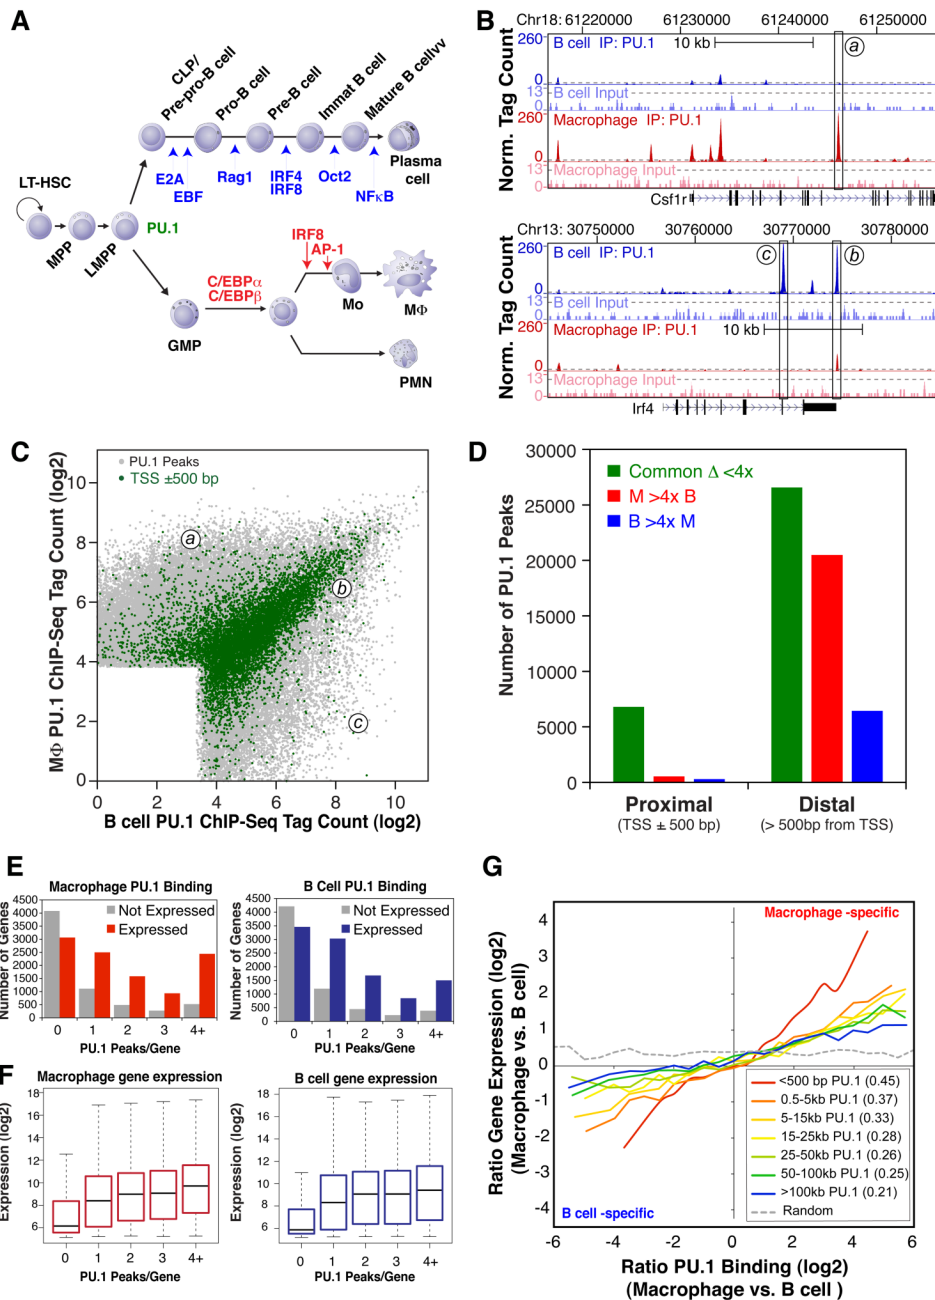 A
CLP/
Pre-pro-B cell
Pro-B cell
Pre-B cell
Immat B cell
Mature B cellvv
Plasma
cell
E2A
EBF
Rag1
IRF4
IRF8
Oct2
NFκB
LT-HSC
MPP
LMPP
PU.1
IRF8
AP-1
C/EBPα
C/EBPβ
GMP
Mo
MΦ
PMN
B
Chr18: 61220000 61230000 61240000 61250000
Norm. Tag Count
260
B cell IP: PU.1
10 kb
a
0
13
B cell Input
0
260
Macrophage IP: PU.1
0
13
Macrophage Input
0
Csf1r
Chr13: 30750000 30760000 30770000 30780000
Norm. Tag Count
260
B cell IP: PU.1
c
b
0
13
B cell Input
0
260
Macrophage IP: PU.1
10 kb
0
13
Macrophage Input
0
Irf4
C
MΦ PU.1 ChIP-Seq Tag Count (log2)
PU.1 Peaks
TSS ±500 bp
10
8
6
4
2
0
a
b
c
0 2 4 6 8 10
B cell PU.1 ChIP-Seq Tag Count (log2)
D
Number of PU.1 Peaks
30000
25000
20000
15000
10000
5000
0
Common Δ <4x
M >4x B
B >4x M
Proximal
(TSS ± 500 bp)
Distal
(> 500bp from TSS)
E
Macrophage PU.1 Binding
Number of Genes
4500
4000
3500
3000
2500
2000
1500
1000
500
0
Not Expressed
Expressed
0 1 2 3 4+
PU.1 Peaks/Gene
B Cell PU.1 Binding
Number of Genes
4500
4000
3500
3000
2500
2000
1500
1000
500
0
Not Expressed
Expressed
0 1 2 3 4+
PU.1 Peaks/Gene
F
Macrophage gene expression
Expression (log2)
18
16
14
12
10
8
6
0 1 2 3 4+
PU.1 Peaks/Gene
B cell gene expression
Expression (log2)
18
16
14
12
10
8
6
0 1 2 3 4+
PU.1 Peaks/Gene
G
Ratio Gene Expression (log2)
(Macrophage vs. B cell)
4
3
2
1
0
-1
-2
-3
-4
Macrophage -specific
B cell -specific
<500 bp PU.1 (0.45)
0.5-5kb PU.1 (0.37)
5-15kb PU.1 (0.33)
15-25kb PU.1 (0.28)
25-50kb PU.1 (0.26)
50-100kb PU.1 (0.25)
>100kb PU.1 (0.21)
Random
-6 -4 -2 0 2 4 6
Ratio PU.1 Binding (log2)
(Macrophage vs. B cell )